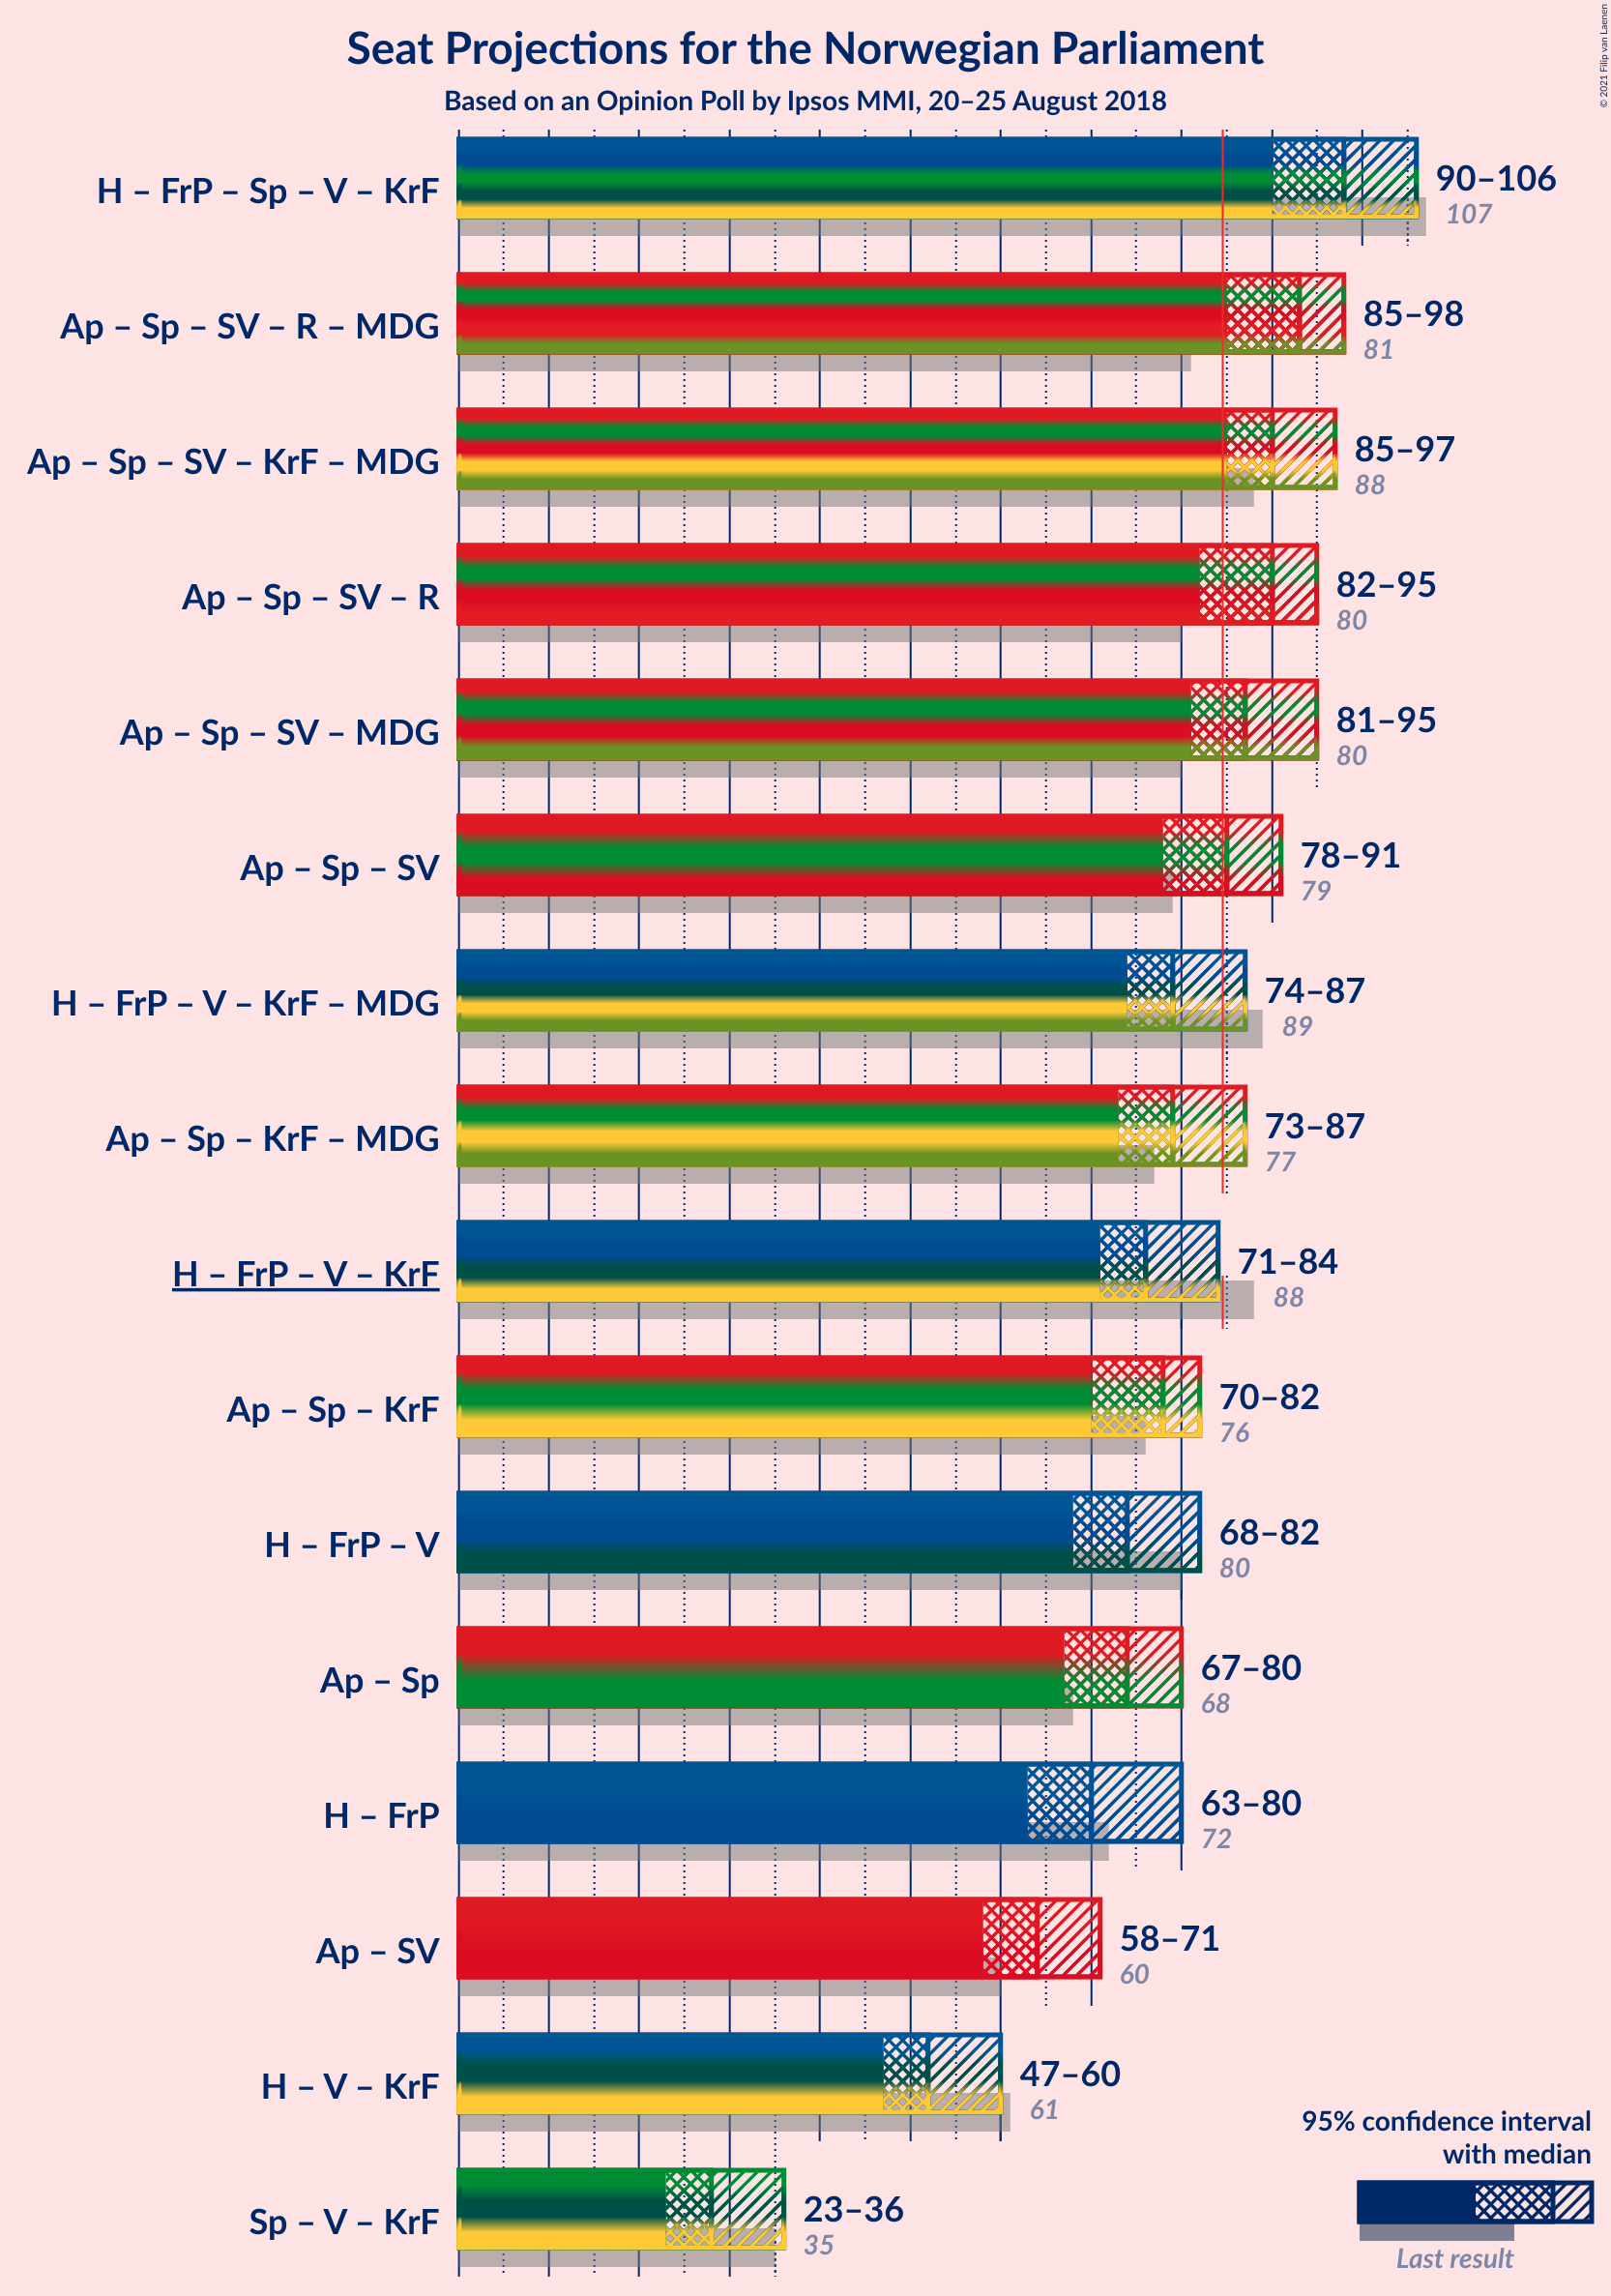 Seat Projections for the Norwegian Parliament
Based on an Opinion Poll by Ipsos MMI, 20–25 August 2018
© 2021 Filip van Laenen
H – FrP – Sp – V – KrF
90–106
107
Ap – Sp – SV – R – MDG
85–98
81
Ap – Sp – SV – KrF – MDG
85–97
88
Ap – Sp – SV – R
82–95
80
Ap – Sp – SV – MDG
81–95
80
Ap – Sp – SV
78–91
79
H – FrP – V – KrF – MDG
74–87
89
Ap – Sp – KrF – MDG
73–87
77
H – FrP – V – KrF
71–84
88
Ap – Sp – KrF
70–82
76
H – FrP – V
68–82
80
Ap – Sp
67–80
68
H – FrP
63–80
72
Ap – SV
58–71
60
H – V – KrF
47–60
61
Sp – V – KrF
23–36
35
95% confidence interval
with median
Last result